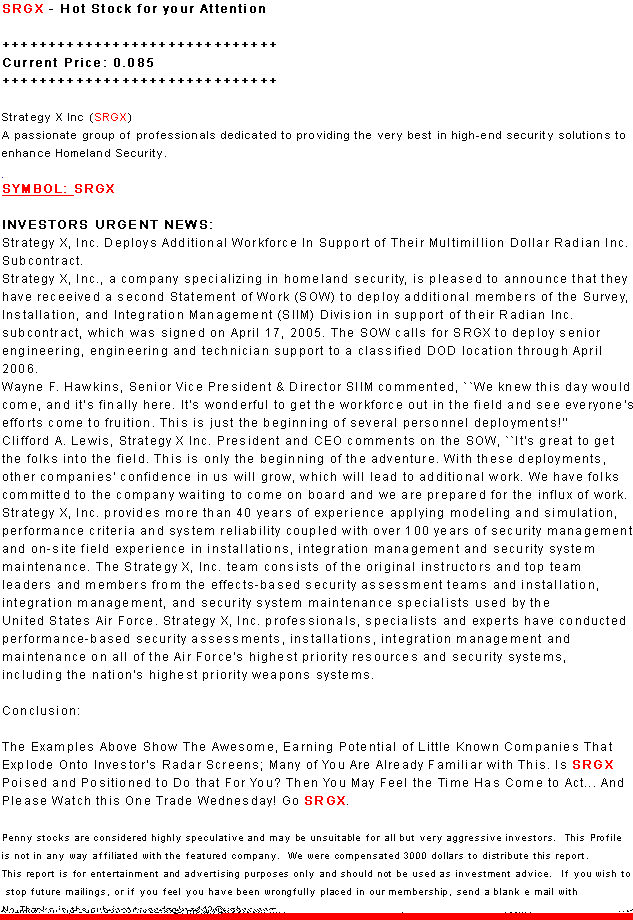 SRGX - Hot Stock for your Attention
++++++++++++++++++++++++++++++
Current Price: 0.085
++++++++++++++++++++++++++++++
Strategy X Inc (SRGX)
A passionate group of professionals dedicated to providing the very best in high-end security solutions to
enhance Homeland Security.
.
SYMBOL: SRGX
INVESTORS URGENT NEWS:
Strategy X, Inc. Deploys Additional Workforce In Support of Their Multimillion Dollar Radian Inc.
Subcontract.
Strategy X, Inc., a company specializing in homeland security, is pleased to announce that they
have receeived a second Statement of Work (SOW) to deploy additional members of the Survey,
Installation, and Integration Management (SIIM) Division in support of their Radian Inc.
subcontract, which was signed on April 17, 2005. The SOW calls for SRGX to deploy senior
engineering, engineering and technician support to a classified DOD location through April
2006.
Wayne F. Hawkins, Senior Vice President & Director SIIM commented, ``We knew this day would
come, and it's finally here. It's wonderful to get the workforce out in the field and see everyone's
efforts come to fruition. This is just the beginning of several personnel deployments!''
Clifford A. Lewis, Strategy X Inc. President and CEO comments on the SOW, ``It's great to get
the folks into the field. This is only the beginning of the adventure. With these deployments,
other companies' confidence in us will grow, which will lead to additional work. We have folks
committed to the company waiting to come on board and we are prepared for the influx of work.
Strategy X, Inc. provides more than 40 years of experience applying modeling and simulation,
performance criteria and system reliability coupled with over 100 years of security management
and on-site field experience in installations, integration management and security system
maintenance. The Strategy X, Inc. team consists of the original instructors and top team
leaders and members from the effects-based security assessment teams and installation,
integration management, and security system maintenance specialists used by the
United States Air Force. Strategy X, Inc. professionals, specialists and experts have conducted
performance-based security assessments, installations, integration management and
maintenance on all of the Air Force's highest priority resources and security systems,
including the nation's highest priority weapons systems.
Conclusion:
The Examples Above Show The Awesome, Earning Potential of Little Known Companies That
Explode Onto Investor's Radar Screens; Many of You Are Already Familiar with This. Is SRGX
Poised and Positioned to Do that For You? Then You May Feel the Time Has Come to Act... And
Please Watch this One Trade Wednesday! Go SRGX.
Penny stocks are considered highly speculative and may be unsuitable for all but very aggressive investors. This Profile
is not in any way affiliated with the featured company. We were compensated 3000 dollars to distribute this report.
This report is for entertainment and advertising purposes only and should not be used as investment advice. If you wish to
stop future mailings, or if you feel you have been wrongfully placed in our membership, send a blank e mail with
No Thanks in the